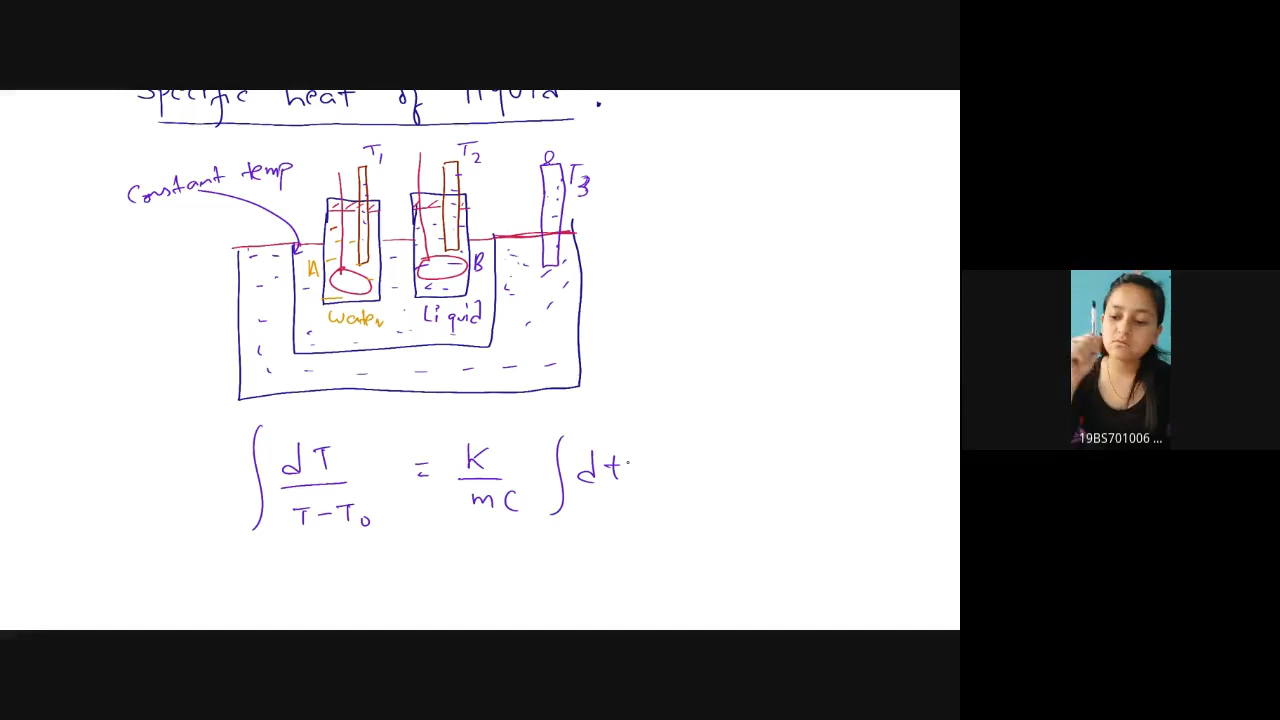 Specific heat of liquid .
T1
T2
T3
Constant temp
A
B
water
Liquid
∫ dT / T-T0 = K / mC ∫ dt
19BS701006 ...